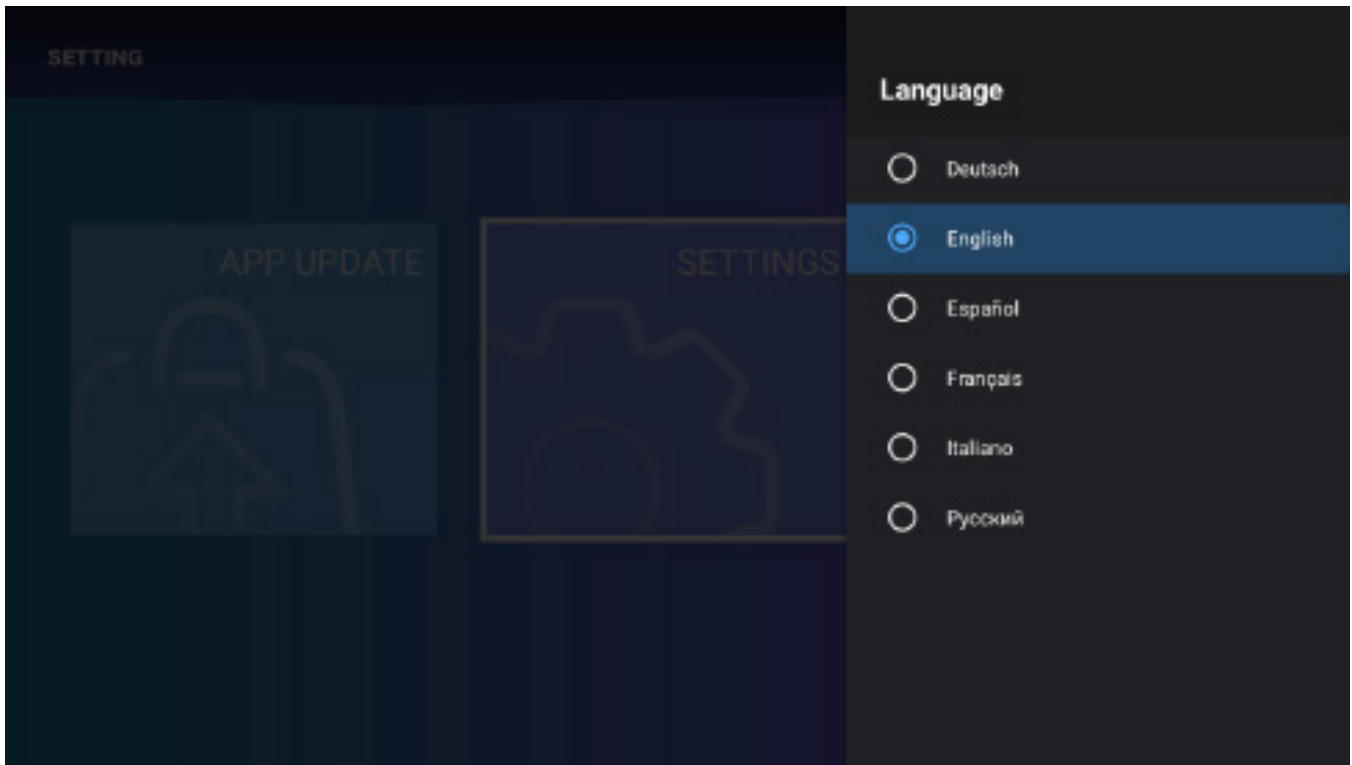 SETTING
APP UPDATE
SETTINGS
Language
Deutsch
English
Español
Français
Italiano
Русский